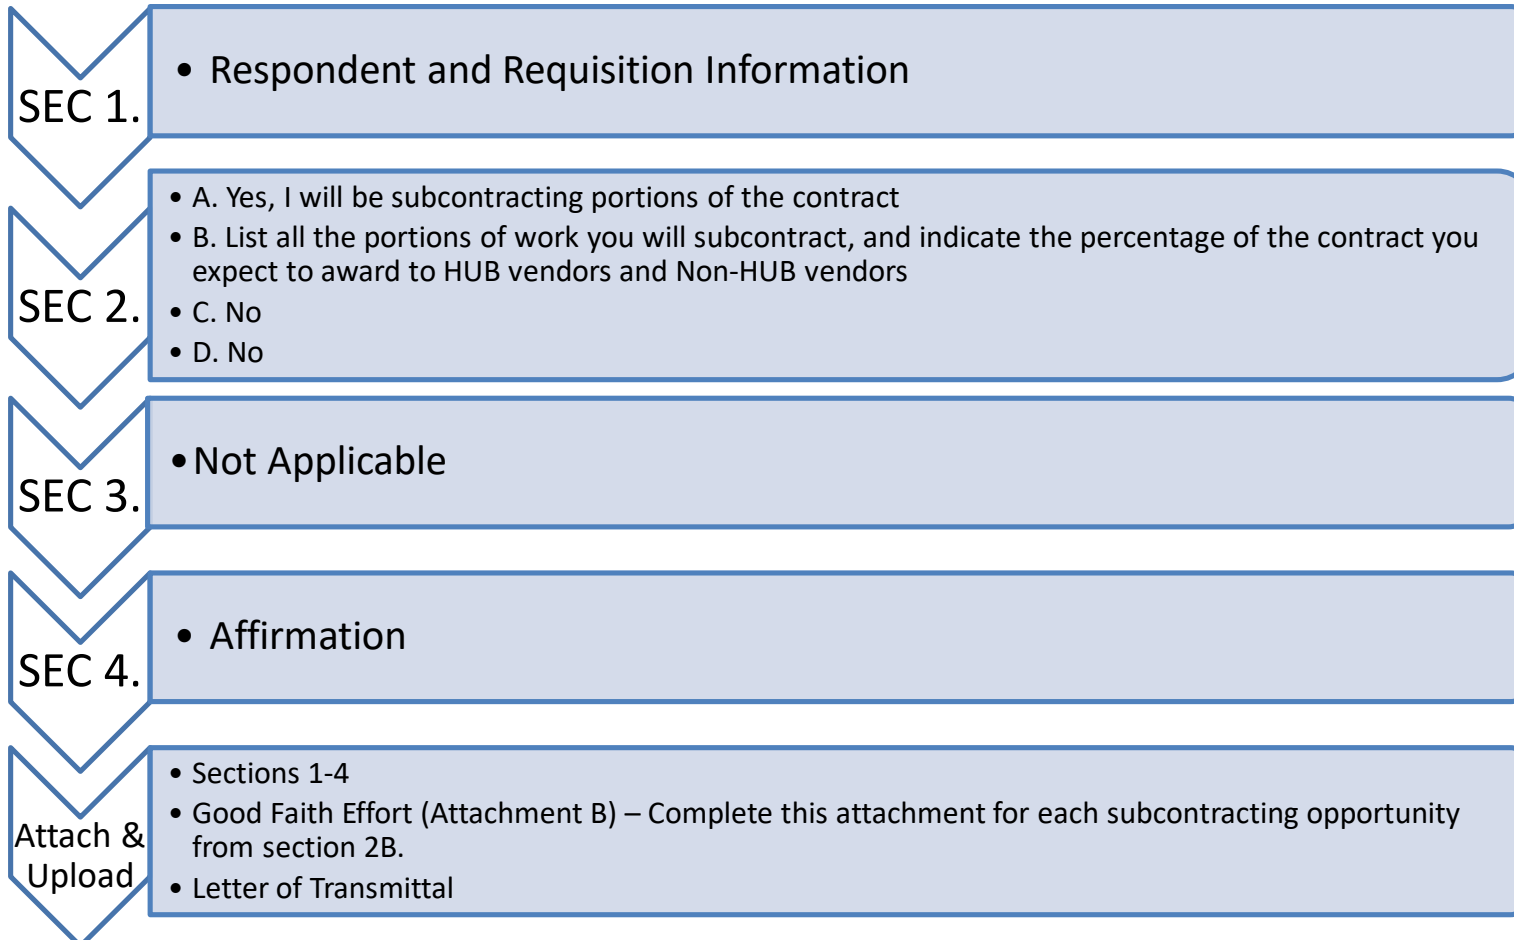 SEC 1.
• Respondent and Requisition Information
SEC 2.
• A. Yes, I will be subcontracting portions of the contract
• B. List all the portions of work you will subcontract, and indicate the percentage of the contract you
expect to award to HUB vendors and Non-HUB vendors
• C. No
• D. No
SEC 3.
• Not Applicable
SEC 4.
• Affirmation
Attach &
Upload
• Sections 1-4
• Good Faith Effort (Attachment B) – Complete this attachment for each subcontracting opportunity
from section 2B.
• Letter of Transmittal